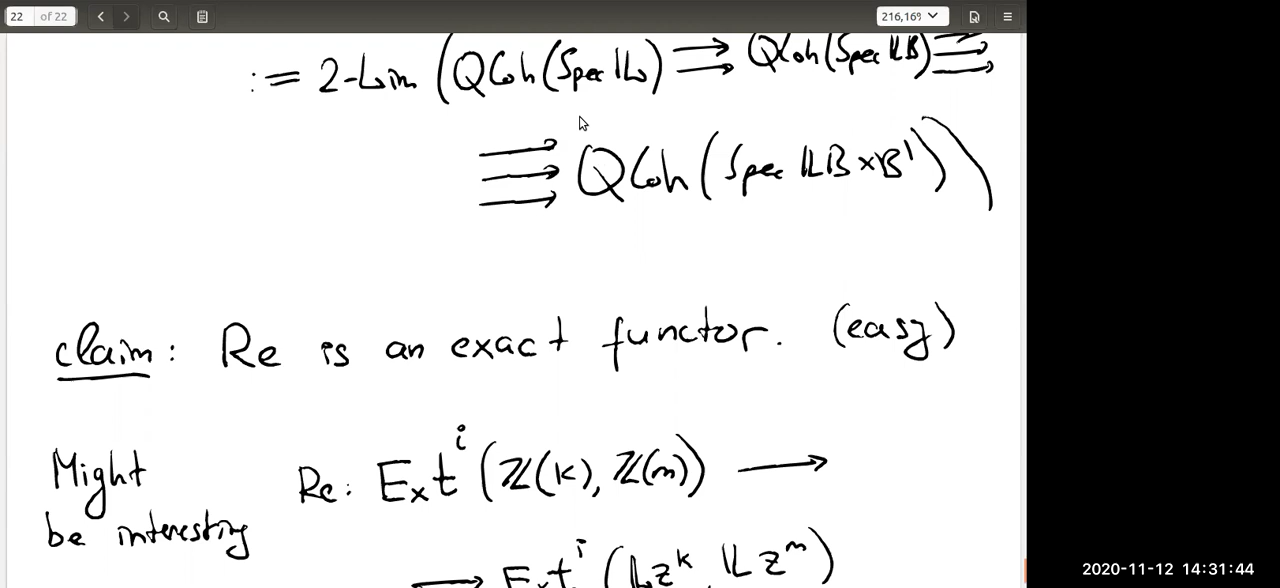 22 of 22
216,16%
:= 2-Lim (QCoh(Spec 𝕃) ⇉ QCoh(Spec 𝕃B) ⇶
⇶ QCoh(Spec 𝕃B×B'))
claim: Re is an exact functor. (easy)
Might Re: Ext^i (ℤ(k), ℤ(m)) ⟶
be interesting
⟶ Ext^i (𝕃z^k, 𝕃z^m)
2020-11-12 14:31:44